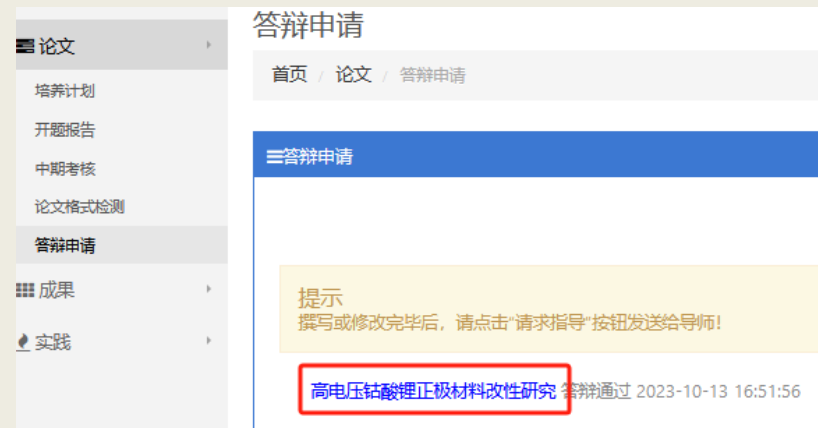 答辩申请
论文
首页 / 论文 / 答辩申请
培养计划
开题报告
中期考核
论文格式检测
答辩申请
成果
实践
答辩申请
提示
撰写或修改完毕后，请点击"请求指导"按钮发送给导师!
高电压钴酸锂正极材料改性研究 答辩通过 2023-10-13 16:51:56